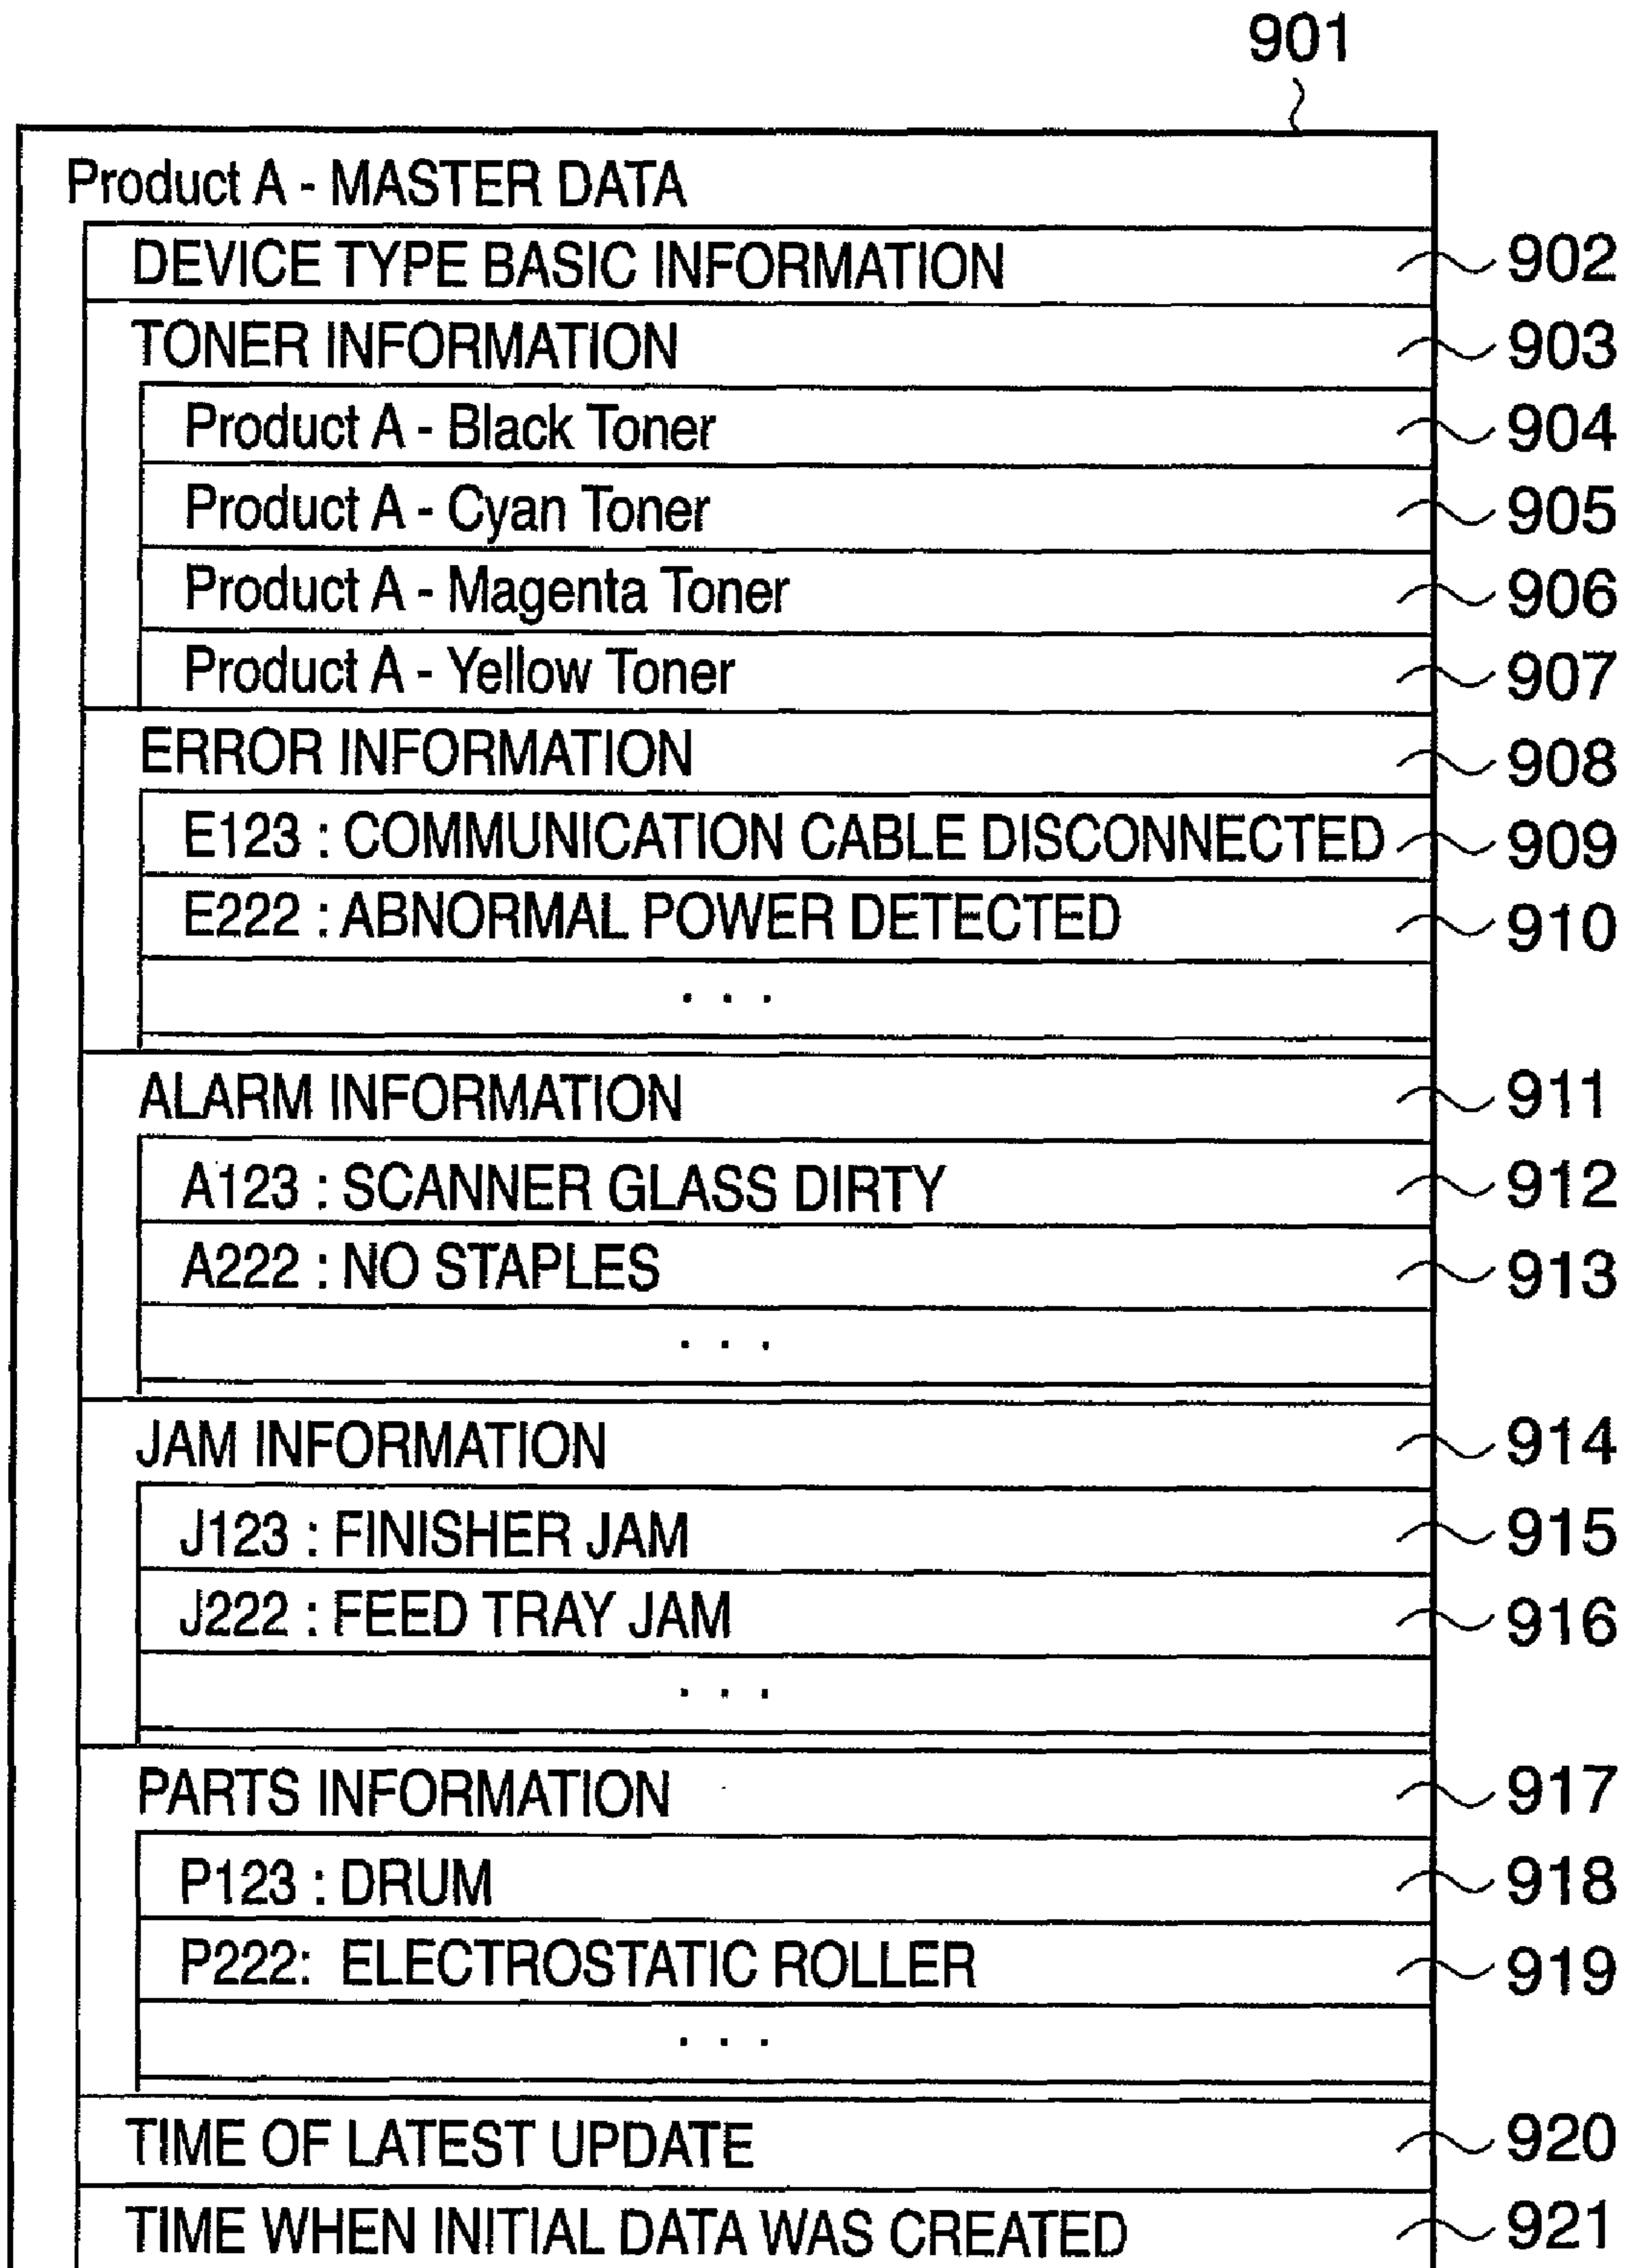 901
Product A - MASTER DATA
DEVICE TYPE BASIC INFORMATION 902
TONER INFORMATION 903
Product A - Black Toner 904
Product A - Cyan Toner 905
Product A - Magenta Toner 906
Product A - Yellow Toner 907
ERROR INFORMATION 908
E123 : COMMUNICATION CABLE DISCONNECTED 909
E222 : ABNORMAL POWER DETECTED 910
. . .
ALARM INFORMATION 911
A123 : SCANNER GLASS DIRTY 912
A222 : NO STAPLES 913
. . .
JAM INFORMATION 914
J123 : FINISHER JAM 915
J222 : FEED TRAY JAM 916
. . .
PARTS INFORMATION 917
P123 : DRUM 918
P222: ELECTROSTATIC ROLLER 919
. . .
TIME OF LATEST UPDATE 920
TIME WHEN INITIAL DATA WAS CREATED 921